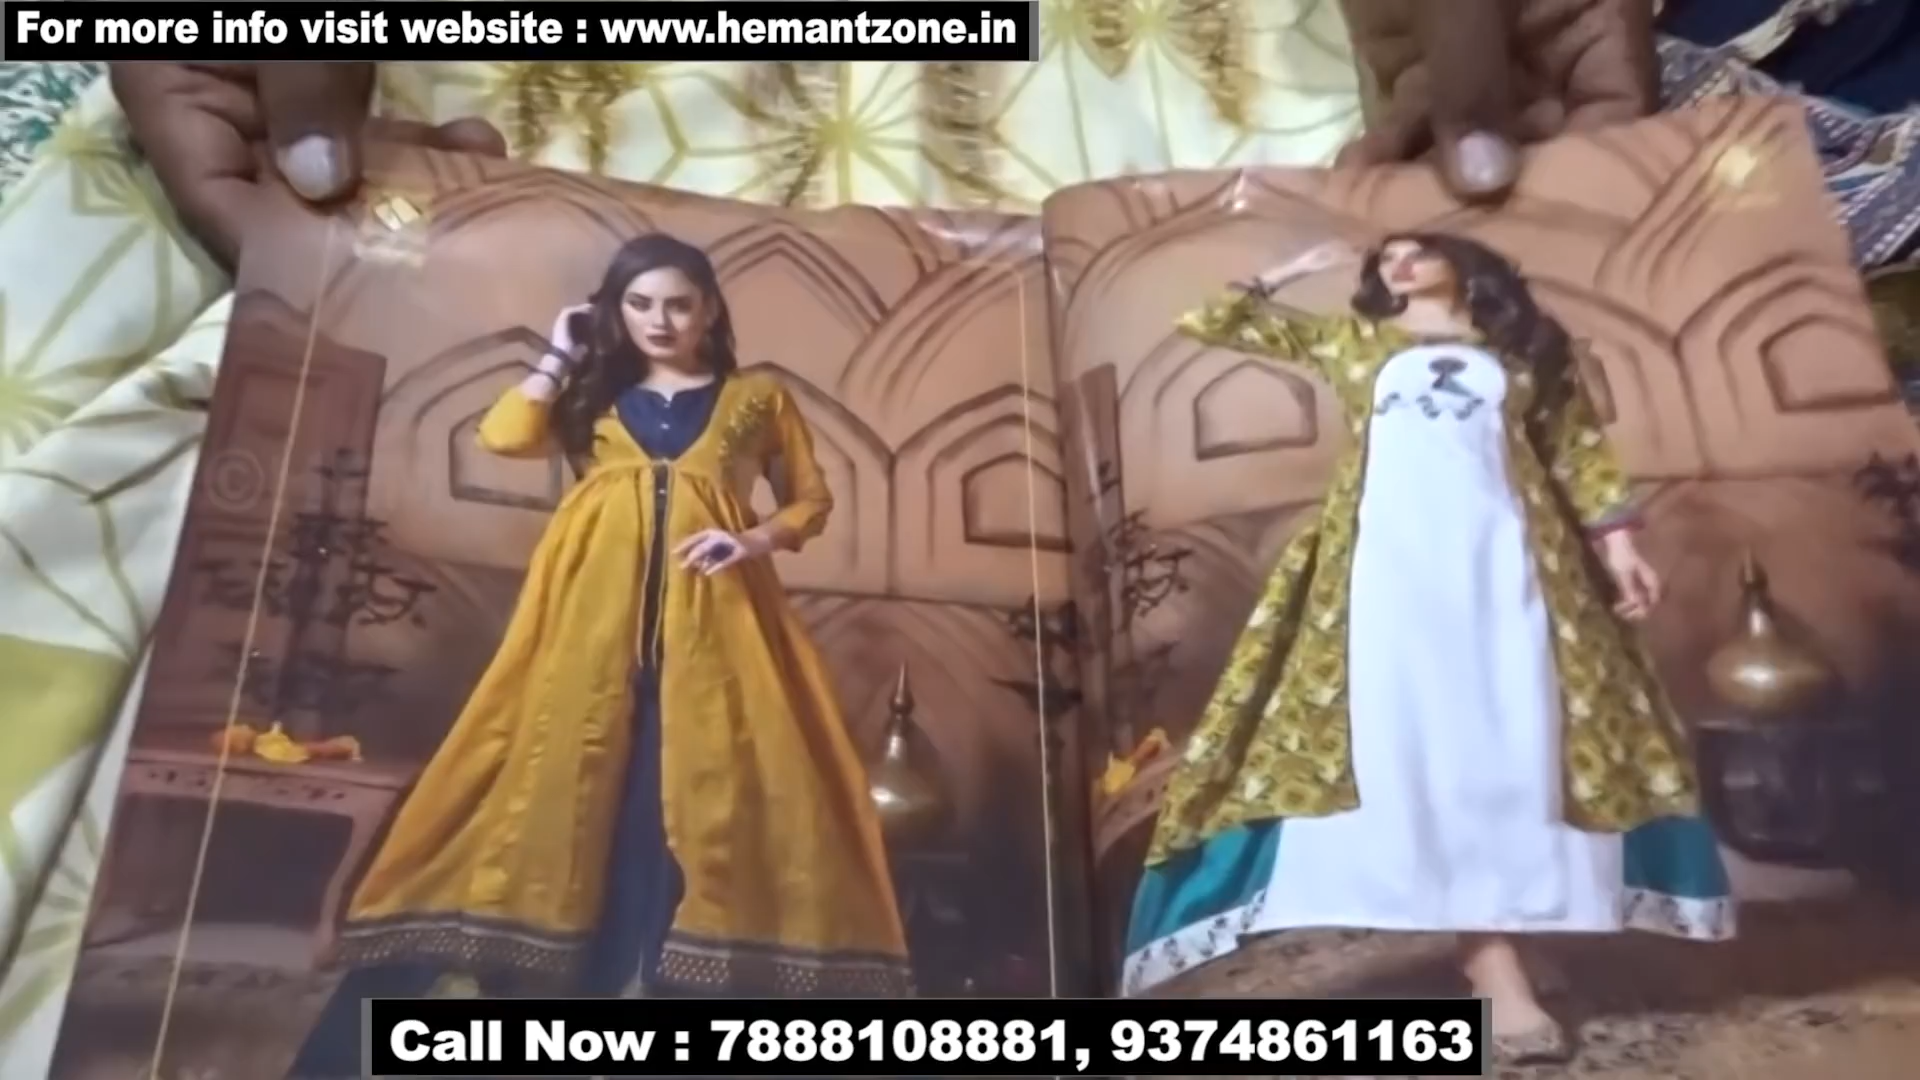 For more info visit website : www.hemantzone.in
©
Call Now : 7888108881, 9374861163